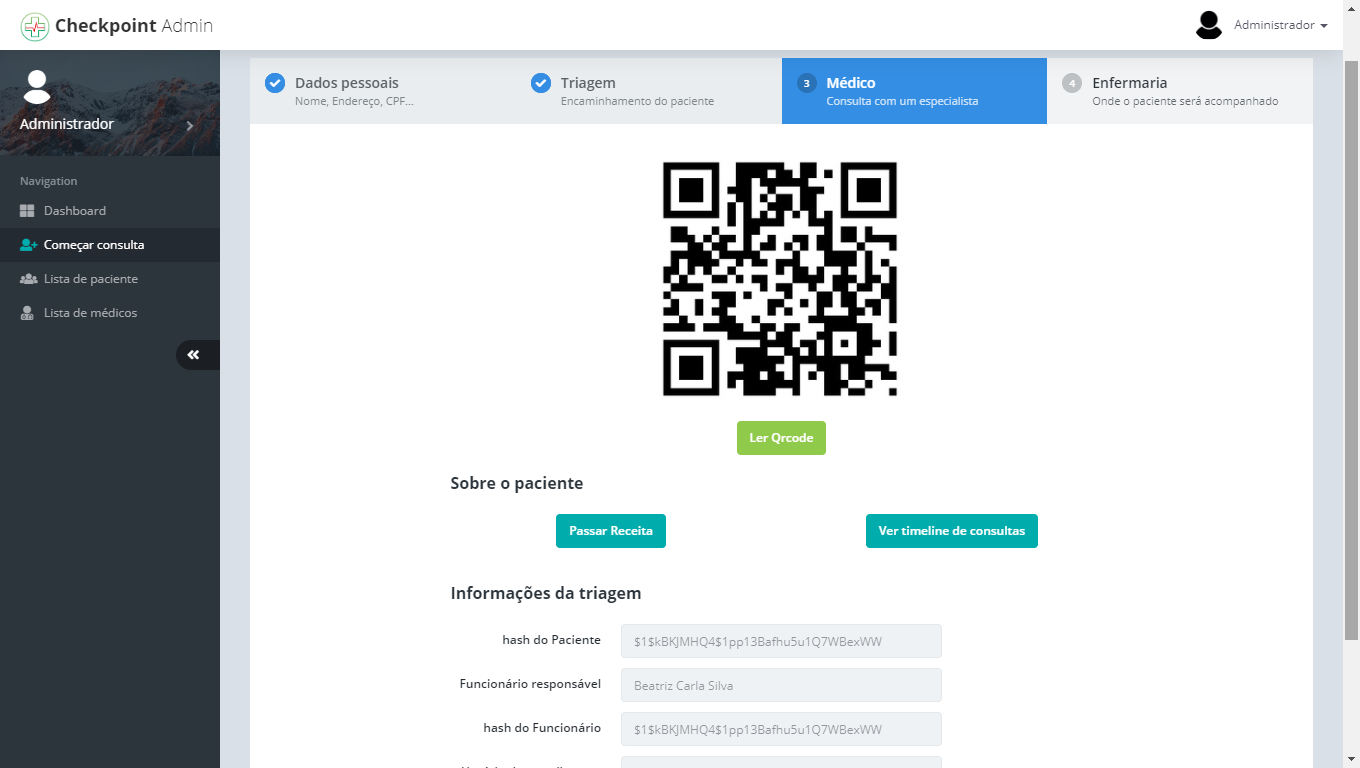 Checkpoint Admin
Administrador
Administrador
Navigation
Dashboard
Começar consulta
Lista de paciente
Lista de médicos
Dados pessoais
Nome, Endereço, CPF...
Triagem
Encaminhamento do paciente
3 Médico
Consulta com um especialista
4 Enfermaria
Onde o paciente será acompanhado
Ler Qrcode
Sobre o paciente
Passar Receita
Ver timeline de consultas
Informações da triagem
hash do Paciente
$1$kBKJMHQ4$1pp13Bafhu5u1Q7WBexWW
Funcionário responsável
Beatriz Carla Silva
hash do Funcionário
$1$kBKJMHQ4$1pp13Bafhu5u1Q7WBexWW